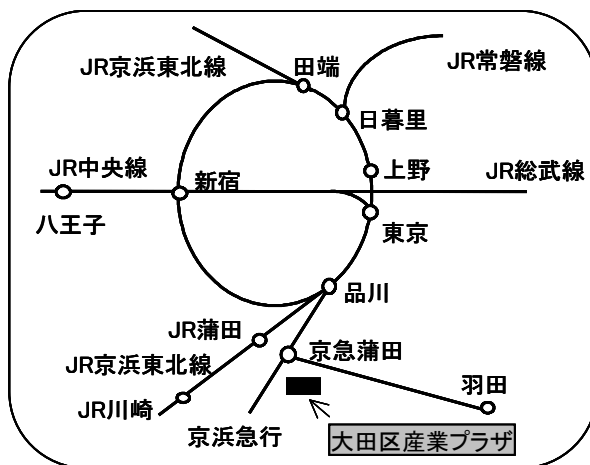 JR京浜東北線
田端
JR常磐線
日暮里
JR中央線
新宿
上野
JR総武線
八王子
東京
品川
JR蒲田
京急蒲田
JR京浜東北線
羽田
JR川崎
京浜急行
大田区産業プラザ